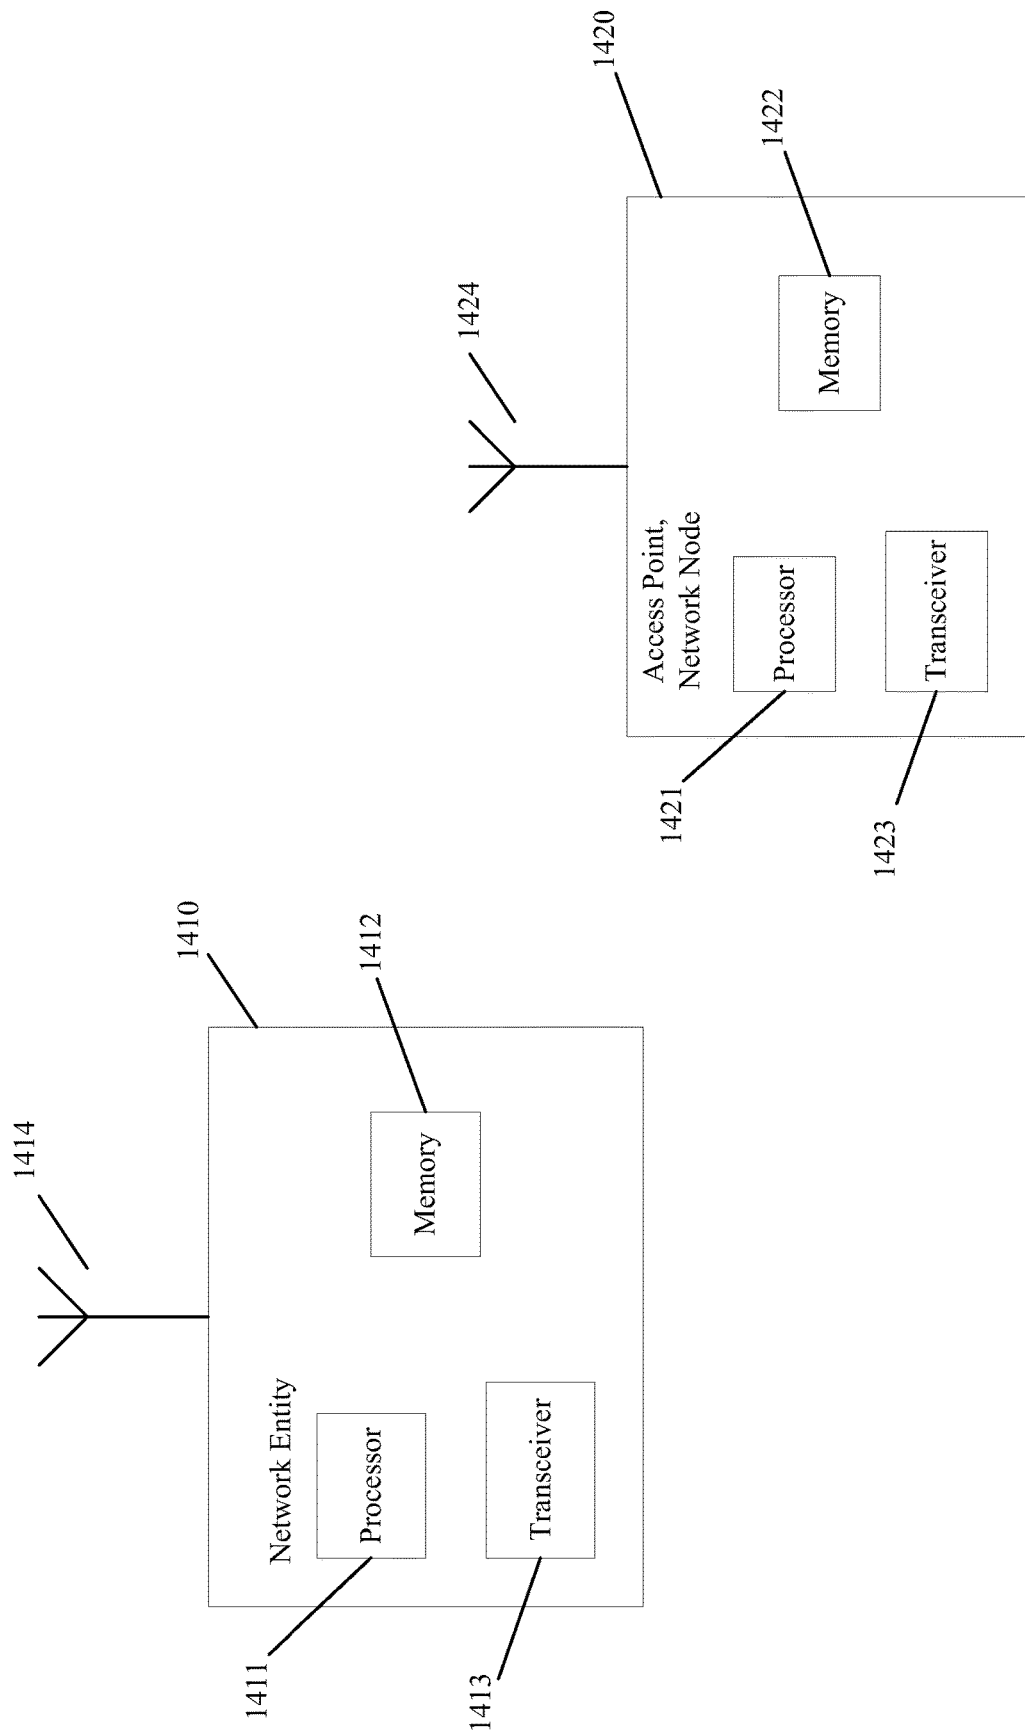 1414
1410
Network Entity
Processor
Memory
1412
1411
Transceiver
1413
1424
1420
Access Point,
Network Node
Processor
Memory
1422
1421
Transceiver
1423